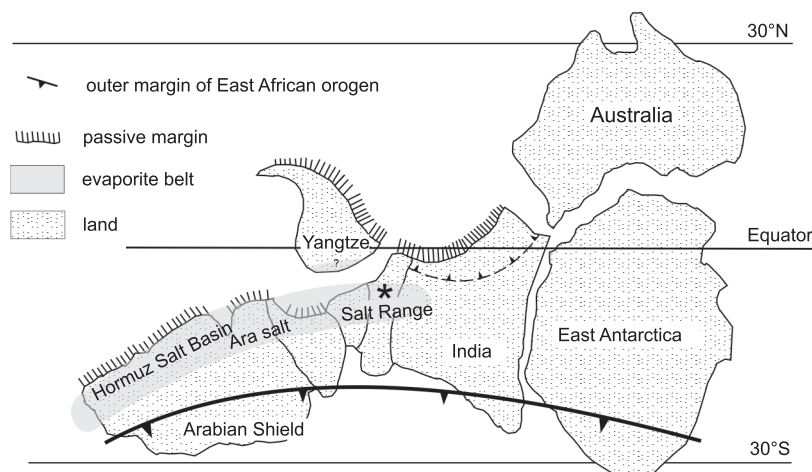 30°N
outer margin of East African orogen
Australia
passive margin
evaporite belt
land
Yangtze
?
Equator
*
Salt Range
Hormuz Salt Basin
Ara salt
India
East Antarctica
Arabian Shield
30°S